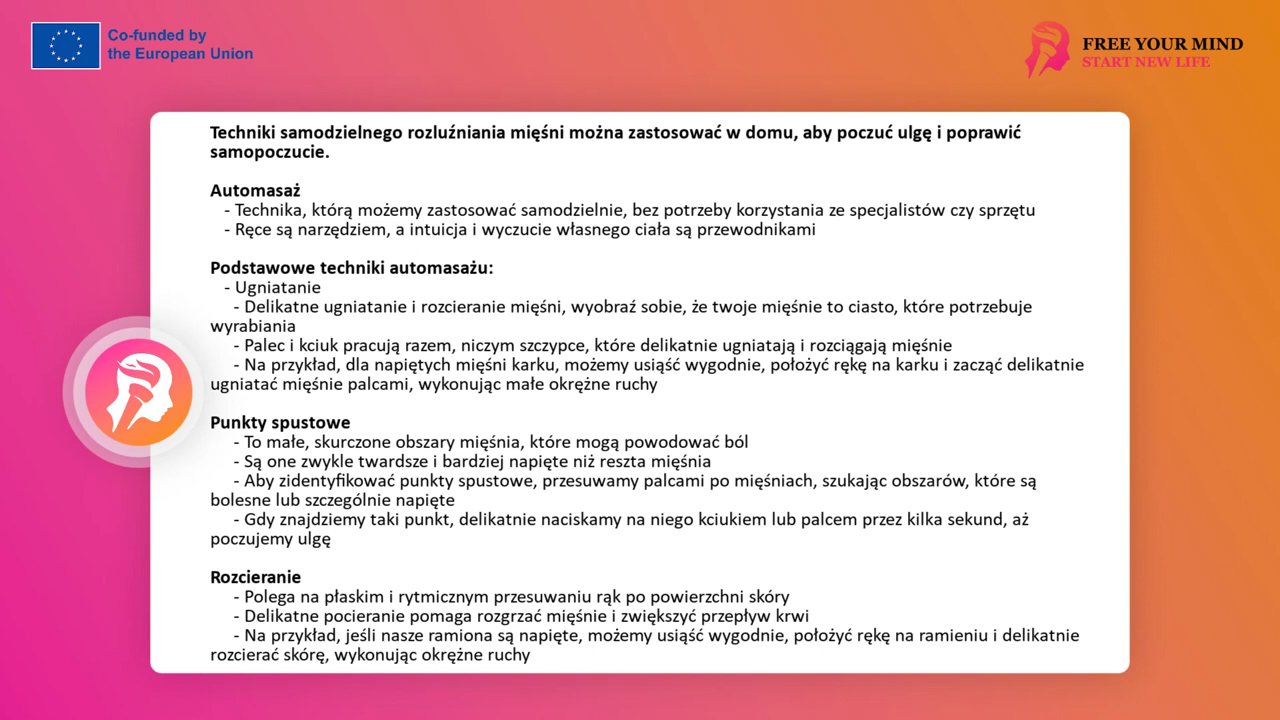 Co-funded by
the European Union
FREE YOUR MIND
START NEW LIFE
Techniki samodzielnego rozluźniania mięśni można zastosować w domu, aby poczuć ulgę i poprawić
samopoczucie.
Automasaż
- Technika, którą możemy zastosować samodzielnie, bez potrzeby korzystania ze specjalistów czy sprzętu
- Ręce są narzędziem, a intuicja i wyczucie własnego ciała są przewodnikami
Podstawowe techniki automasażu:
- Ugniatanie
- Delikatne ugniatanie i rozcieranie mięśni, wyobraź sobie, że twoje mięśnie to ciasto, które potrzebuje
wyrabiania
- Palec i kciuk pracują razem, niczym szczypce, które delikatnie ugniatają i rozciągają mięśnie
- Na przykład, dla napiętych mięśni karku, możemy usiąść wygodnie, położyć rękę na karku i zacząć delikatnie
ugniatać mięśnie palcami, wykonując małe okrężne ruchy
Punkty spustowe
- To małe, skurczone obszary mięśnia, które mogą powodować ból
- Są one zwykle twardsze i bardziej napięte niż reszta mięśnia
- Aby zidentyfikować punkty spustowe, przesuwamy palcami po mięśniach, szukając obszarów, które są
bolesne lub szczególnie napięte
- Gdy znajdziemy taki punkt, delikatnie naciskamy na niego kciukiem lub palcem przez kilka sekund, aż
poczujemy ulgę
Rozcieranie
- Polega na płaskim i rytmicznym przesuwaniu rąk po powierzchni skóry
- Delikatne pocieranie pomaga rozgrzać mięśnie i zwiększyć przepływ krwi
- Na przykład, jeśli nasze ramiona są napięte, możemy usiąść wygodnie, położyć rękę na ramieniu i delikatnie
rozcierać skórę, wykonując okrężne ruchy